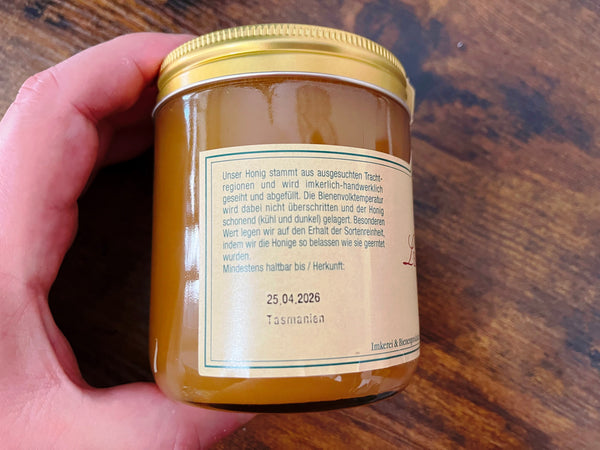 Unser Honig stammt aus ausgesuchten Tracht-
regionen und wird imkerlich-handwerklich
geseiht und abgefüllt. Die Bienenvolktemperatur
wird dabei nicht überschritten und der Honig
schonend (kühl und dunkel) gelagert. Besonderen
Wert legen wir auf den Erhalt der Sortenreinheit,
indem wir die Honige so belassen wie sie geerntet
wurden.
Mindestens haltbar bis / Herkunft:
25.04.2026
Tasmanien
Imkerei &